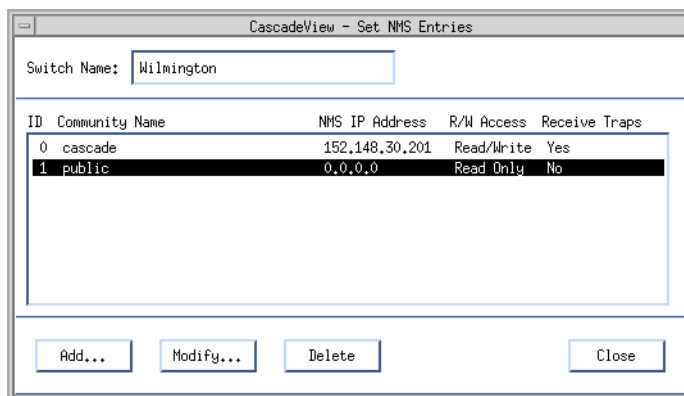 CascadeView - Set NMS Entries
Switch Name: Wilmington
ID Community Name NMS IP Address R/W Access Receive Traps
0 cascade 152.148.30.201 Read/Write Yes
1 public 0.0.0.0 Read Only No
Add... Modify... Delete Close